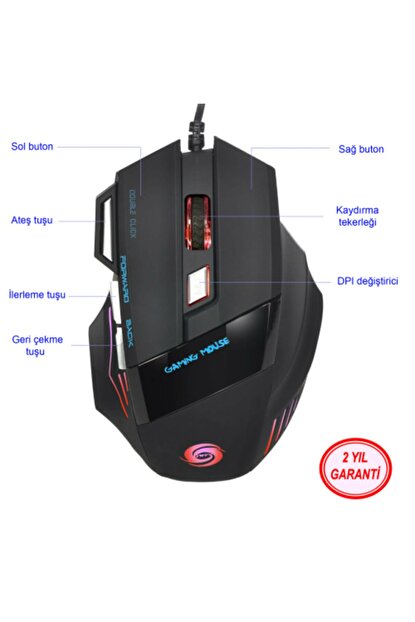 Sol buton
Sağ buton
DOUBLE CLICK
Ateş tuşu
Kaydırma
tekerleği
FORWARD
İlerleme tuşu
DPI değiştirici
BACK
Geri çekme
tuşu
GAMING MOUSE
2 YIL
GARANTİ